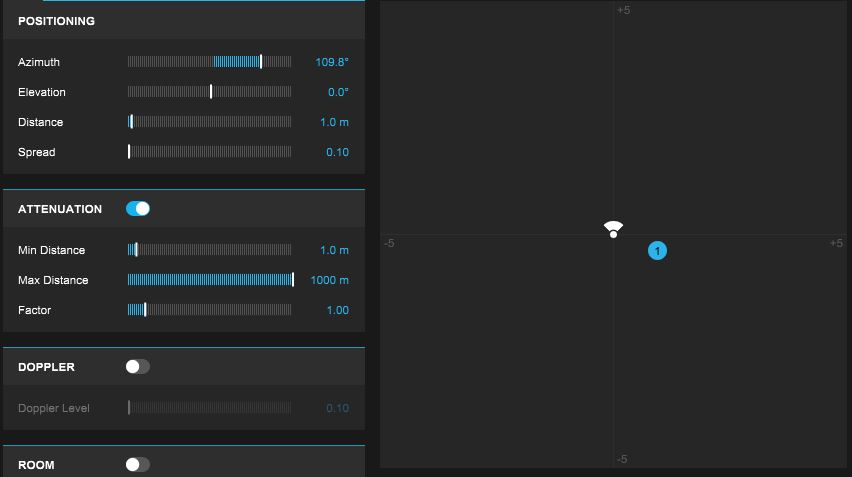 POSITIONING
Azimuth 109.8°
Elevation 0.0°
Distance 1.0 m
Spread 0.10
ATTENUATION
Min Distance 1.0 m
Max Distance 1000 m
Factor 1.00
DOPPLER
Doppler Level 0.10
ROOM
+5
-5 +5
1
-5